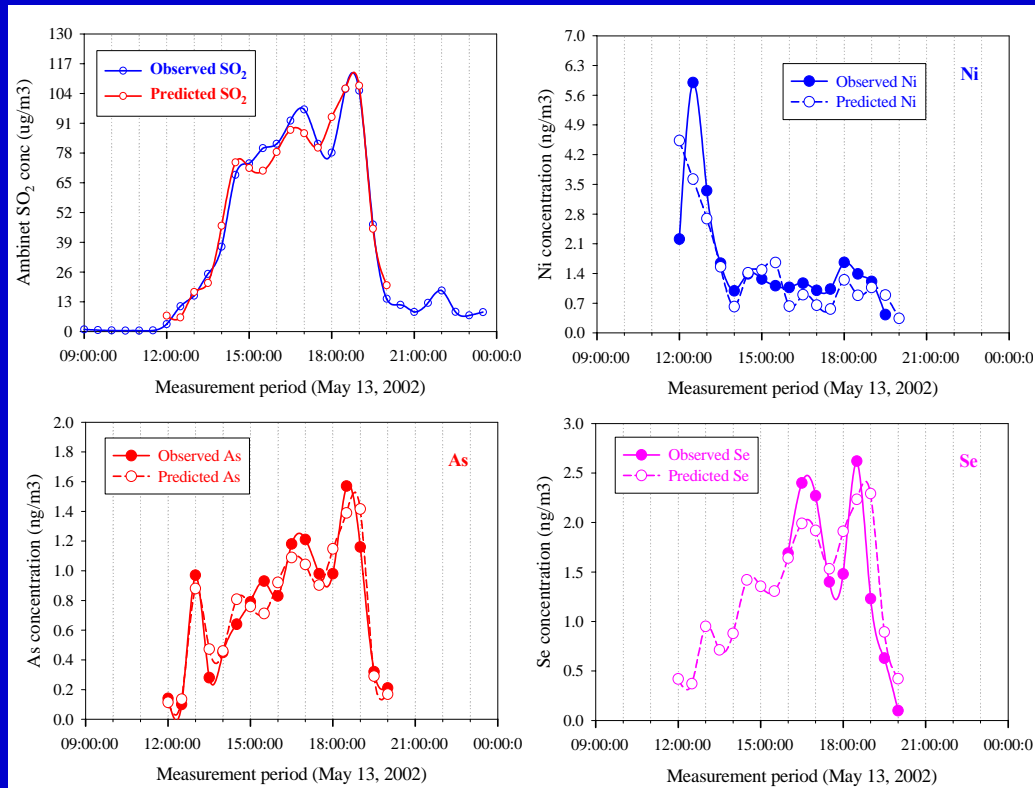 130
117
104
91
78
65
52
39
26
13
0
Ambinet SO2 conc (ug/m3)
Observed SO2
Predicted SO2
09:00:00 12:00:00 15:00:00 18:00:00 21:00:00 00:00:0
Measurement period (May 13, 2002)
7.0
6.3
5.6
4.9
4.2
3.5
2.8
2.1
1.4
0.7
0.0
Ni concentration (ng/m3)
Observed Ni
Predicted Ni
Ni
09:00:00 12:00:00 15:00:00 18:00:00 21:00:00 00:00:0
Measurement period (May 13, 2002)
2.0
1.8
1.6
1.4
1.2
1.0
0.8
0.6
0.4
0.2
0.0
As concentration (ng/m3)
Observed As
Predicted As
As
09:00:00 12:00:00 15:00:00 18:00:00 21:00:00 00:00:0
Measurement period (May 13, 2002)
3.0
2.5
2.0
1.5
1.0
0.5
0.0
Se concentration (ng/m3)
Observed Se
Predicted Se
Se
09:00:00 12:00:00 15:00:00 18:00:00 21:00:00 00:00:0
Measurement period (May 13, 2002)